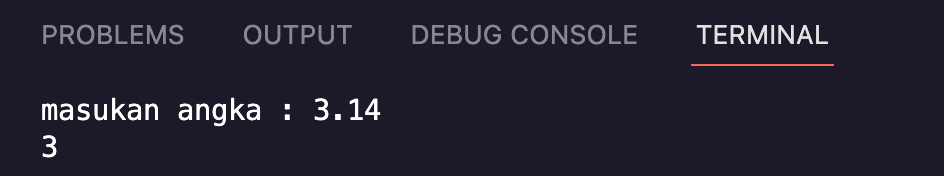 PROBLEMS OUTPUT DEBUG CONSOLE TERMINAL
masukan angka : 3.14
3